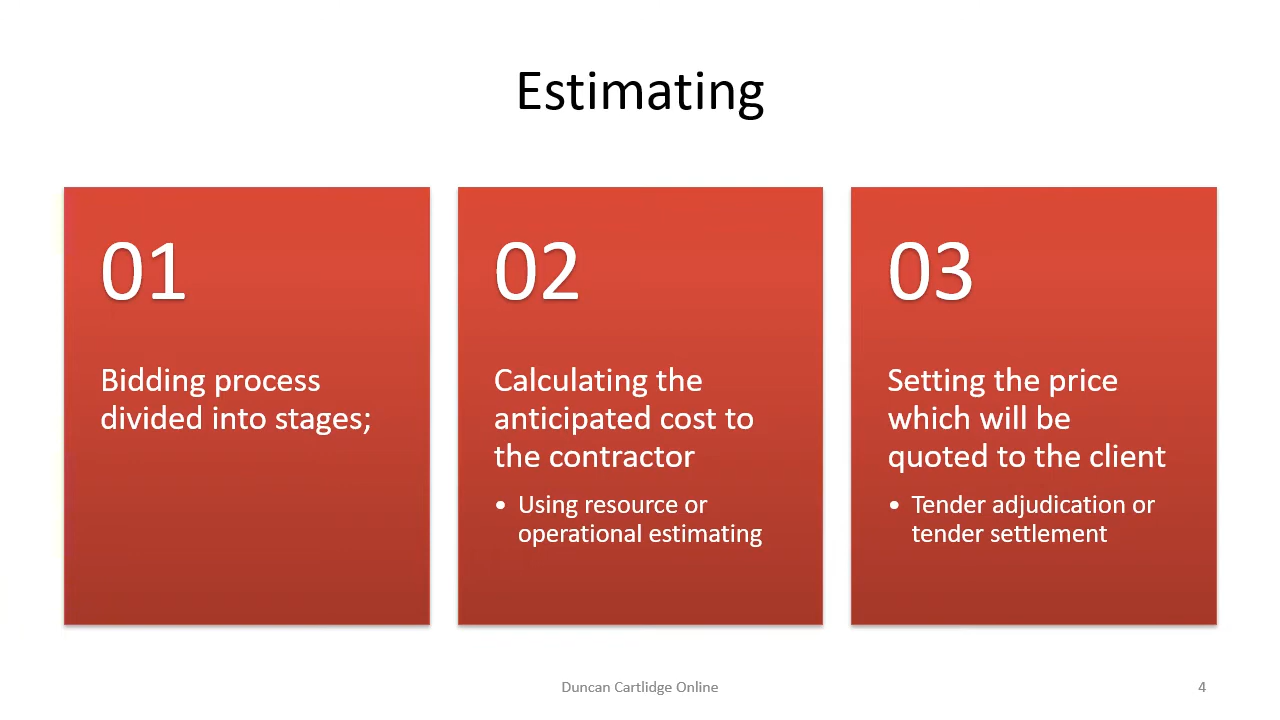 Estimating
01
Bidding process
divided into stages;
02
Calculating the
anticipated cost to
the contractor
• Using resource or
operational estimating
03
Setting the price
which will be
quoted to the client
• Tender adjudication or
tender settlement
Duncan Cartlidge Online
4